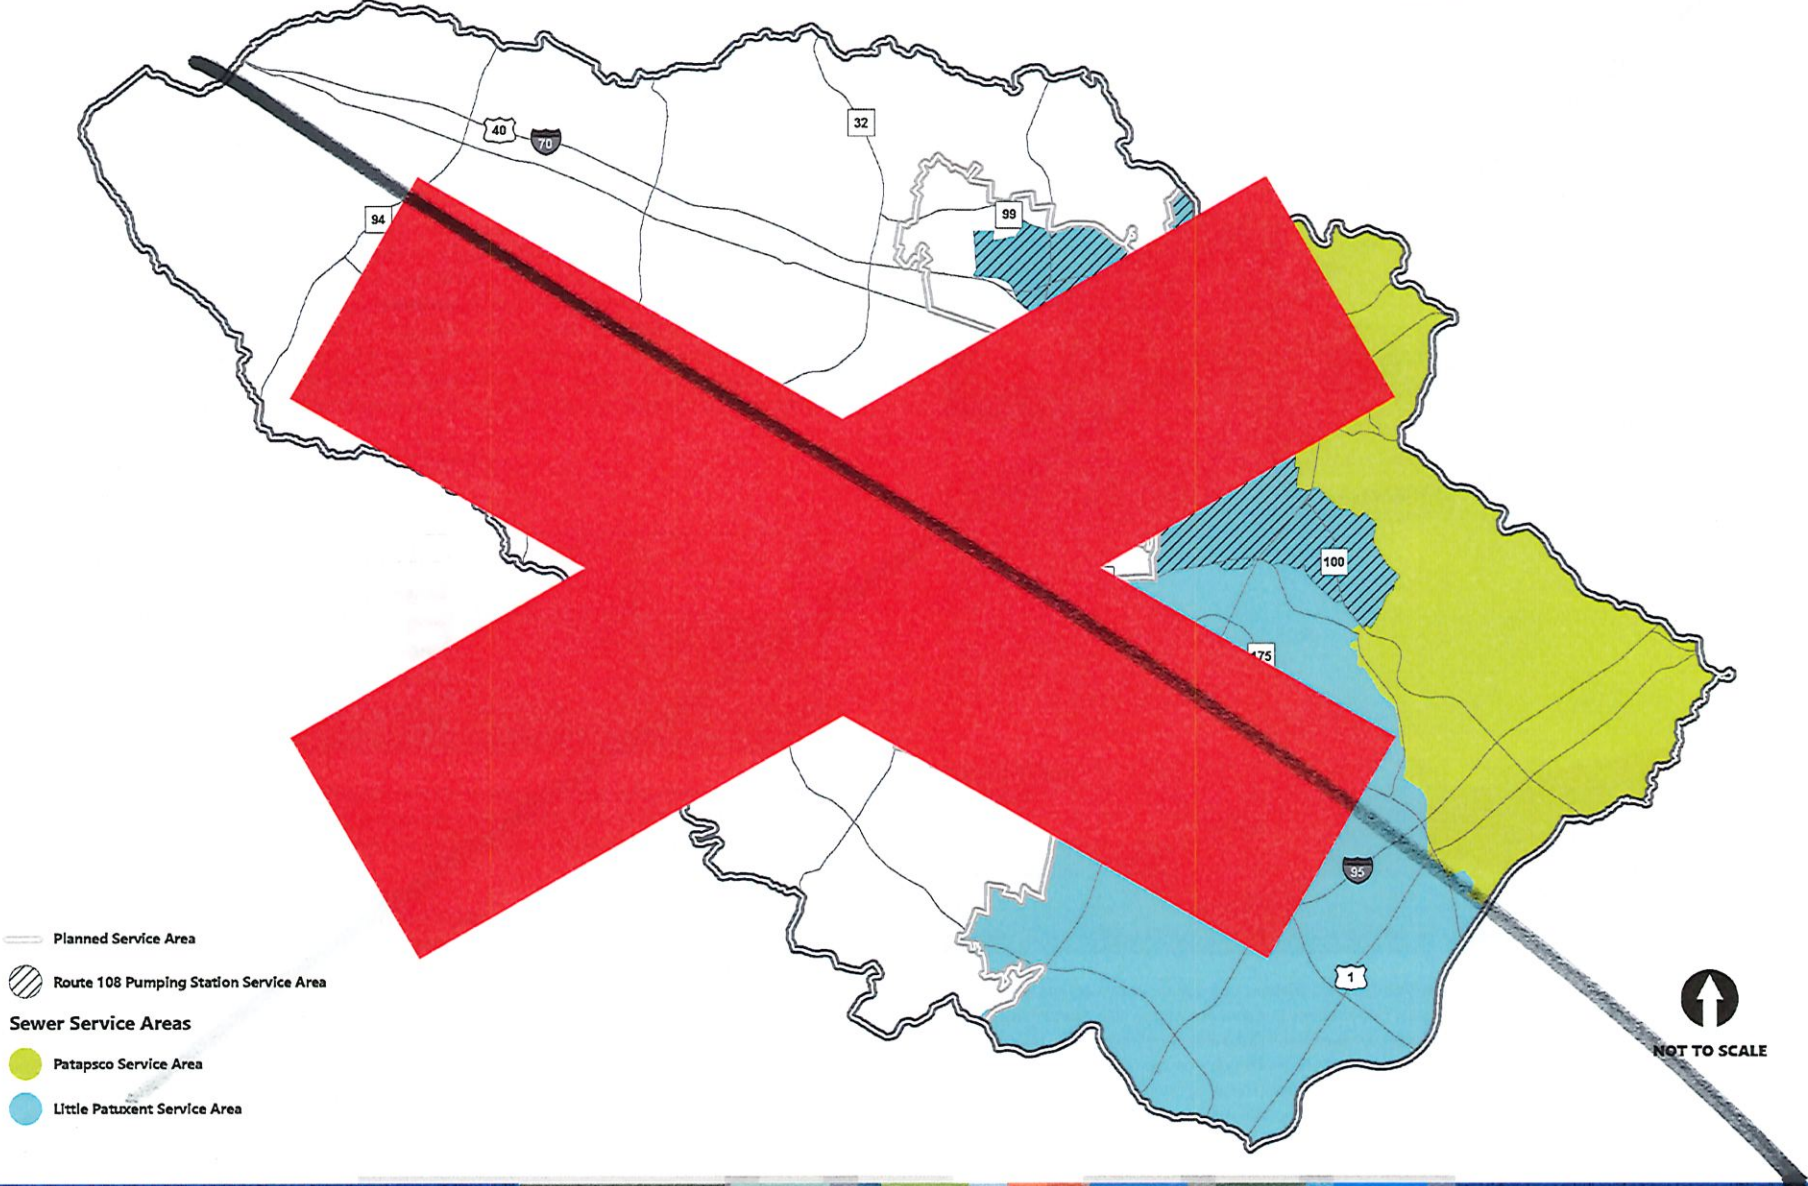 40
70
32
94
99
100
175
95
1
Planned Service Area
Route 108 Pumping Station Service Area
Sewer Service Areas
Patapsco Service Area
Little Patuxent Service Area
NOT TO SCALE